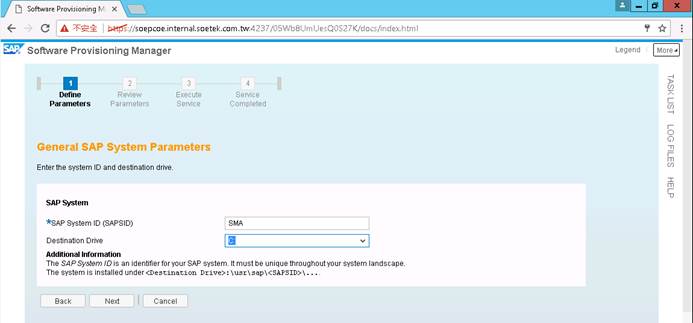 Software Provisioning M
不安全
https://soepcoe.internal.soetek.com.tw:4237/05Wb8UmUesQ0S27K/docs/index.html
SAP Software Provisioning Manager
Legend
More
1 2 3 4
Define Parameters
Review Parameters
Execute Service
Service Completed
TASK LIST
LOG FILES
HELP
General SAP System Parameters
Enter the system ID and destination drive.
SAP System
*SAP System ID (SAPSID) SMA
Destination Drive C:
Additional Information
The SAP System ID is an identifier for your SAP system. It must be unique throughout your system landscape.
The system is installed under <Destination Drive>:\usr\sap\<SAPSID>\... .
Back Next Cancel